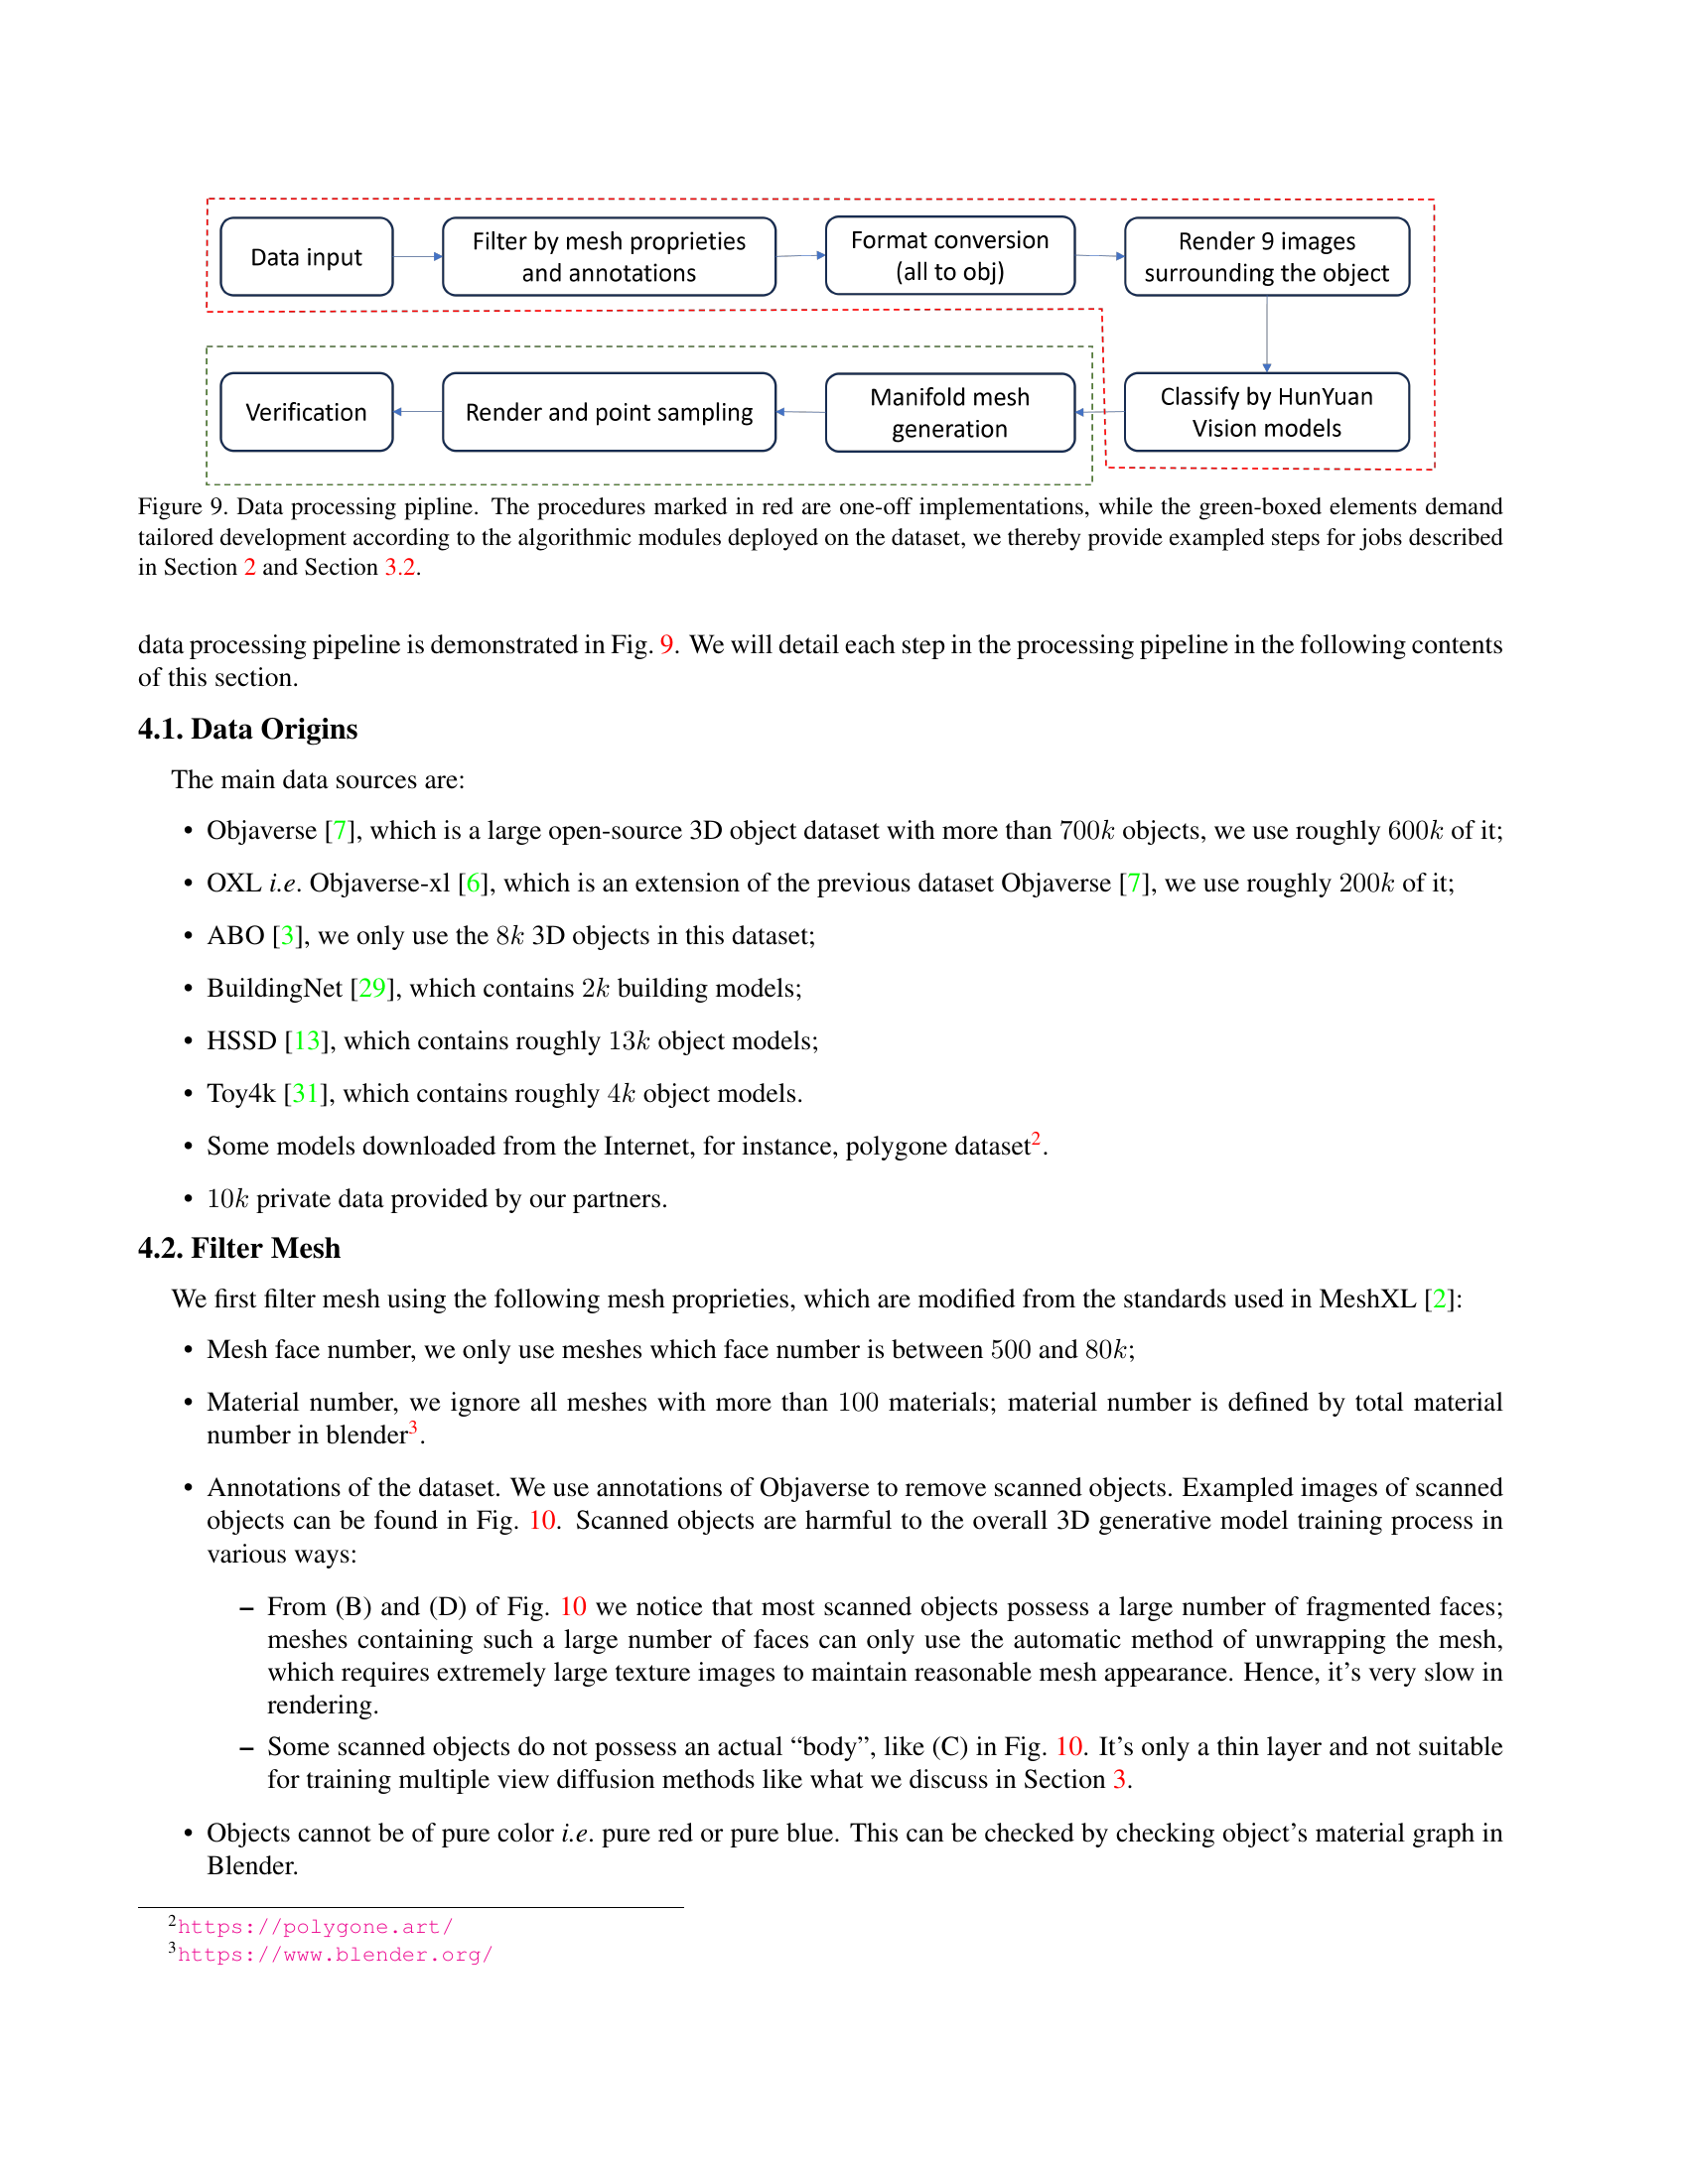 Data input
Filter by mesh proprieties
and annotations
Format conversion
(all to obj)
Render 9 images
surrounding the object
Verification
Render and point sampling
Manifold mesh
generation
Classify by HunYuan
Vision models
Figure 9. Data processing pipline. The procedures marked in red are one-off implementations, while the green-boxed elements demand
tailored development according to the algorithmic modules deployed on the dataset, we thereby provide exampled steps for jobs described
in Section 2 and Section 3.2.
data processing pipeline is demonstrated in Fig. 9. We will detail each step in the processing pipeline in the following contents
of this section.
4.1. Data Origins
The main data sources are:
• Objaverse [7], which is a large open-source 3D object dataset with more than 700k objects, we use roughly 600k of it;
• OXL i.e. Objaverse-xl [6], which is an extension of the previous dataset Objaverse [7], we use roughly 200k of it;
• ABO [3], we only use the 8k 3D objects in this dataset;
• BuildingNet [29], which contains 2k building models;
• HSSD [13], which contains roughly 13k object models;
• Toy4k [31], which contains roughly 4k object models.
• Some models downloaded from the Internet, for instance, polygone dataset2.
• 10k private data provided by our partners.
4.2. Filter Mesh
We first filter mesh using the following mesh proprieties, which are modified from the standards used in MeshXL [2]:
• Mesh face number, we only use meshes which face number is between 500 and 80k;
• Material number, we ignore all meshes with more than 100 materials; material number is defined by total material
number in blender3.
• Annotations of the dataset. We use annotations of Objaverse to remove scanned objects. Exampled images of scanned
objects can be found in Fig. 10. Scanned objects are harmful to the overall 3D generative model training process in
various ways:
– From (B) and (D) of Fig. 10 we notice that most scanned objects possess a large number of fragmented faces;
meshes containing such a large number of faces can only use the automatic method of unwrapping the mesh,
which requires extremely large texture images to maintain reasonable mesh appearance. Hence, it's very slow in
rendering.
– Some scanned objects do not possess an actual “body”, like (C) in Fig. 10. It's only a thin layer and not suitable
for training multiple view diffusion methods like what we discuss in Section 3.
• Objects cannot be of pure color i.e. pure red or pure blue. This can be checked by checking object's material graph in
Blender.
2https://polygone.art/
3https://www.blender.org/